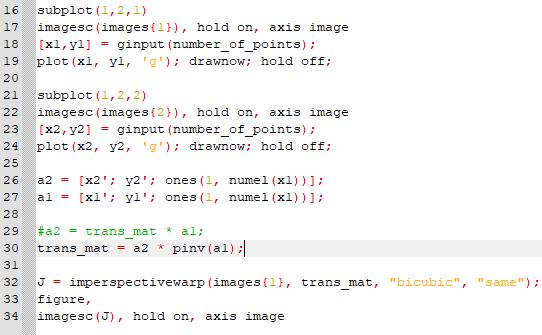 16 subplot(1,2,1)
17 imagesc(images{1}), hold on, axis image
18 [x1,y1] = ginput(number_of_points);
19 plot(x1, y1, 'g'); drawnow; hold off;
20
21 subplot(1,2,2)
22 imagesc(images{2}), hold on, axis image
23 [x2,y2] = ginput(number_of_points);
24 plot(x2, y2, 'g'); drawnow; hold off;
25
26 a2 = [x2'; y2'; ones(1, numel(x1))];
27 a1 = [x1'; y1'; ones(1, numel(x1))];
28
29 #a2 = trans_mat * a1;
30 trans_mat = a2 * pinv(a1);
31
32 J = imperspectivewarp(images{1}, trans_mat, "bicubic", "same");
33 figure,
34 imagesc(J), hold on, axis image